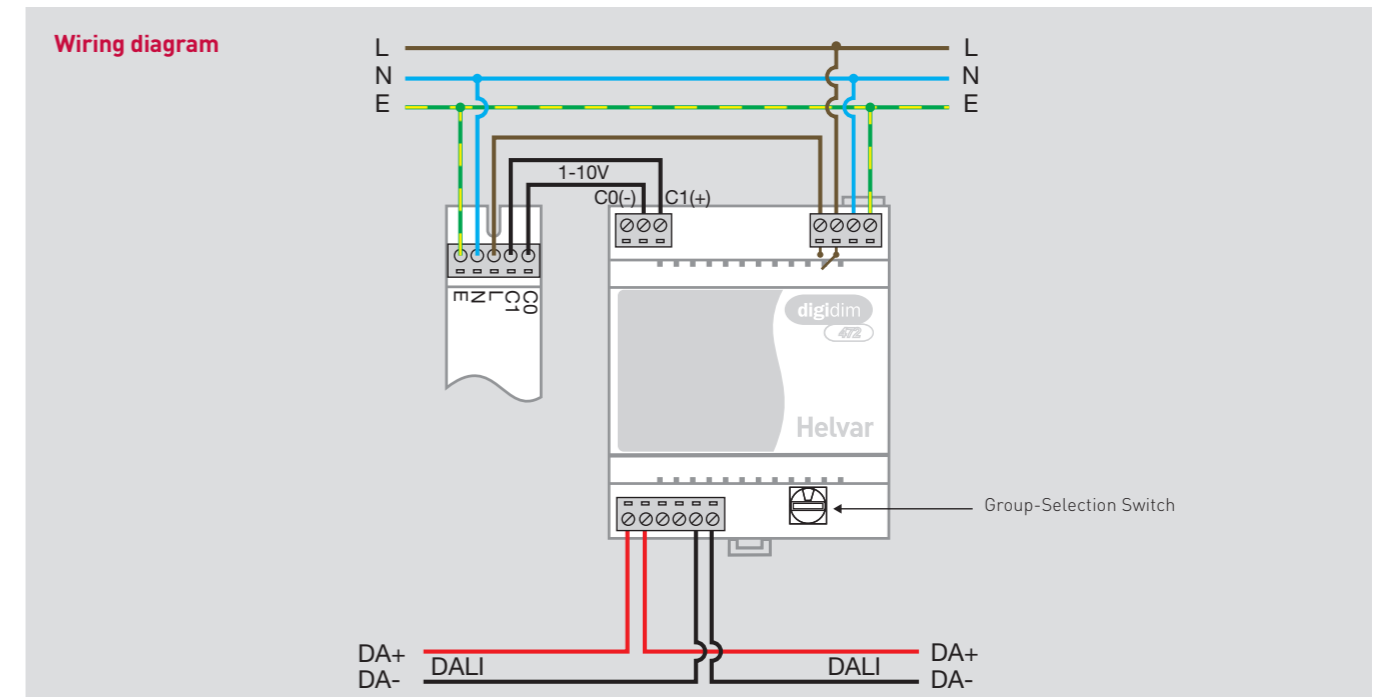 Wiring diagram
L
L
N
N
E
E
1-10V
C0(-)
C1(+)
E
N
L
C1
C0
digidim
472
Helvar
Group-Selection Switch
DA+
DALI
DALI
DA+
DA-
DA-